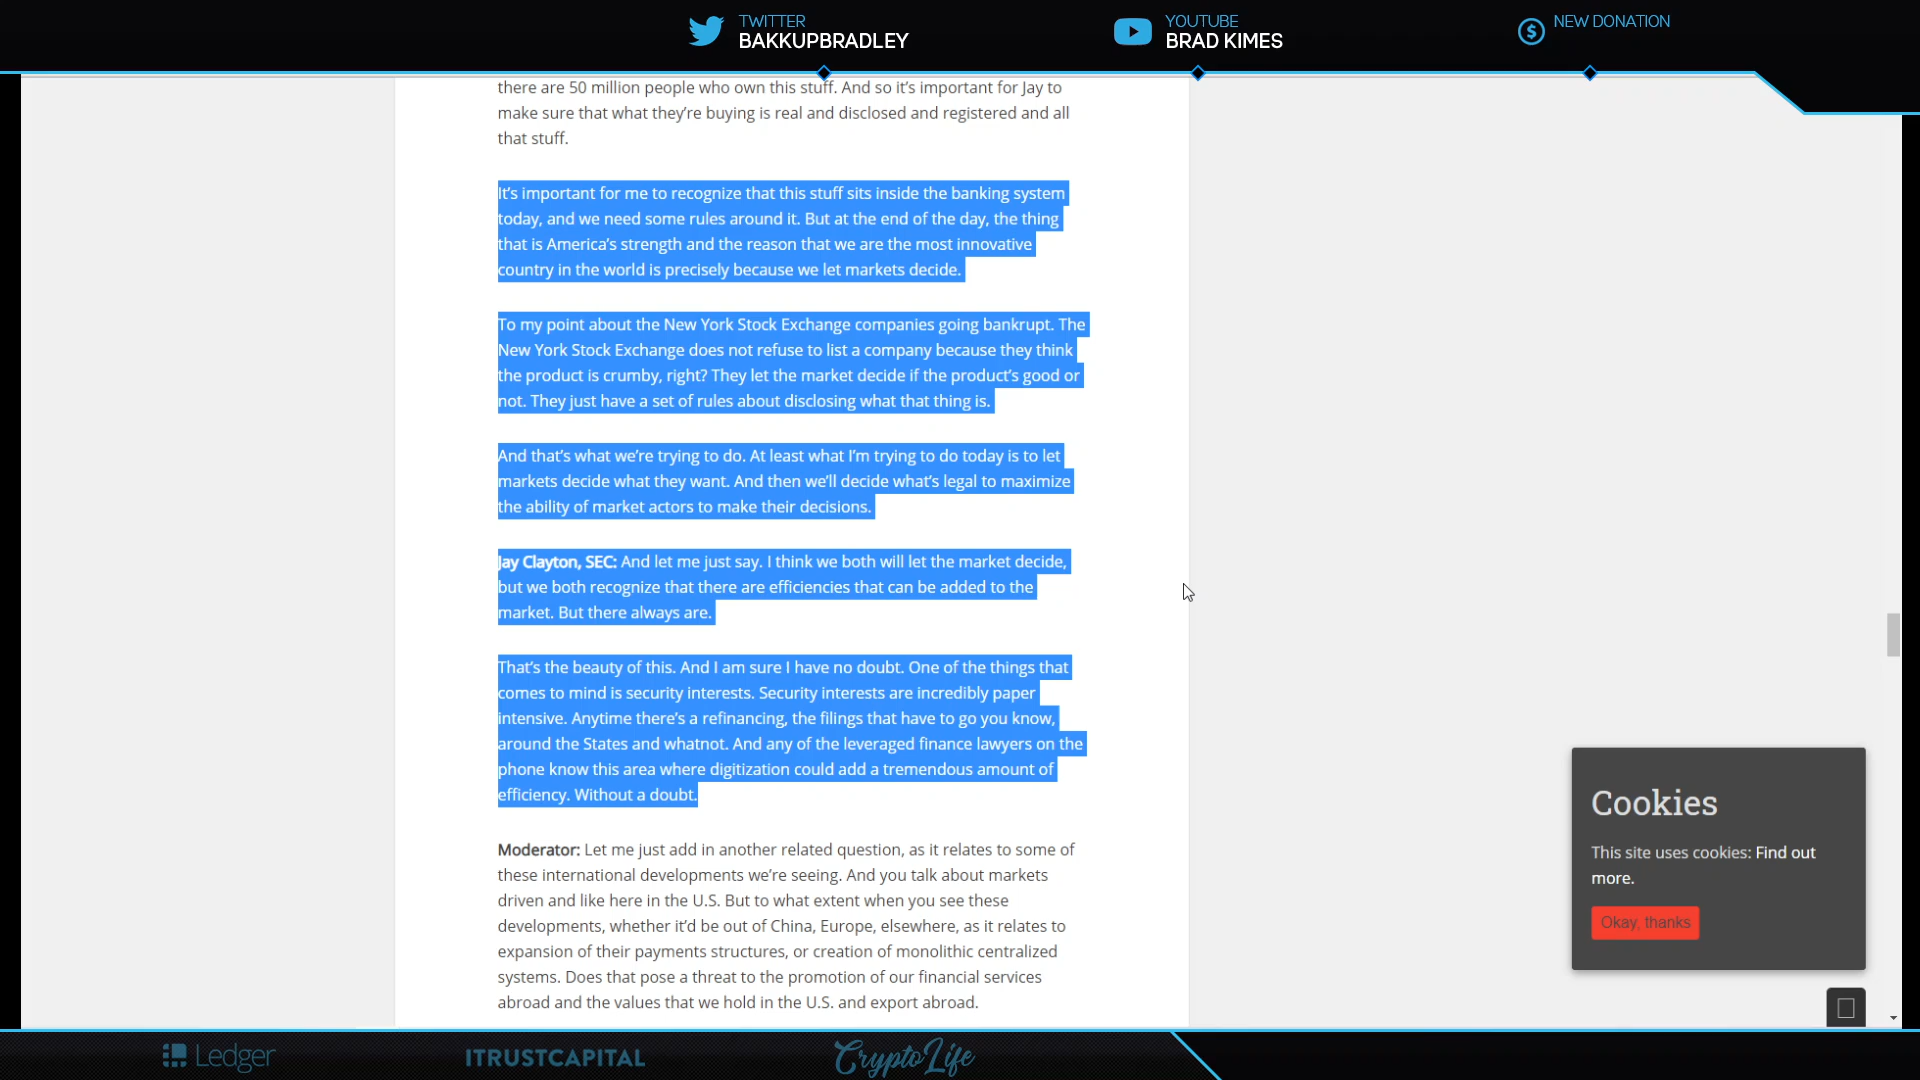 TWITTER
BAKKUPBRADLEY
YOUTUBE
BRAD KIMES
NEW DONATION
there are 50 million people who own this stuff. And so it’s important for Jay to
make sure that what they’re buying is real and disclosed and registered and all
that stuff.
It’s important for me to recognize that this stuff sits inside the banking system
today, and we need some rules around it. But at the end of the day, the thing
that is America’s strength and the reason that we are the most innovative
country in the world is precisely because we let markets decide.
To my point about the New York Stock Exchange companies going bankrupt. The
New York Stock Exchange does not refuse to list a company because they think
the product is crumby, right? They let the market decide if the product’s good or
not. They just have a set of rules about disclosing what that thing is.
And that’s what we’re trying to do. At least what I’m trying to do today is to let
markets decide what they want. And then we’ll decide what’s legal to maximize
the ability of market actors to make their decisions.
Jay Clayton, SEC: And let me just say. I think we both will let the market decide,
but we both recognize that there are efficiencies that can be added to the
market. But there always are.
That’s the beauty of this. And I am sure I have no doubt. One of the things that
comes to mind is security interests. Security interests are incredibly paper
intensive. Anytime there’s a refinancing, the filings that have to go you know,
around the States and whatnot. And any of the leveraged finance lawyers on the
phone know this area where digitization could add a tremendous amount of
efficiency. Without a doubt.
Moderator: Let me just add in another related question, as it relates to some of
these international developments we’re seeing. And you talk about markets
driven and like here in the U.S. But to what extent when you see these
developments, whether it’d be out of China, Europe, elsewhere, as it relates to
expansion of their payments structures, or creation of monolithic centralized
systems. Does that pose a threat to the promotion of our financial services
abroad and the values that we hold in the U.S. and export abroad.
Cookies
This site uses cookies: Find out
more.
Okay, thanks
Ledger
ITRUSTCAPITAL
CryptoLife